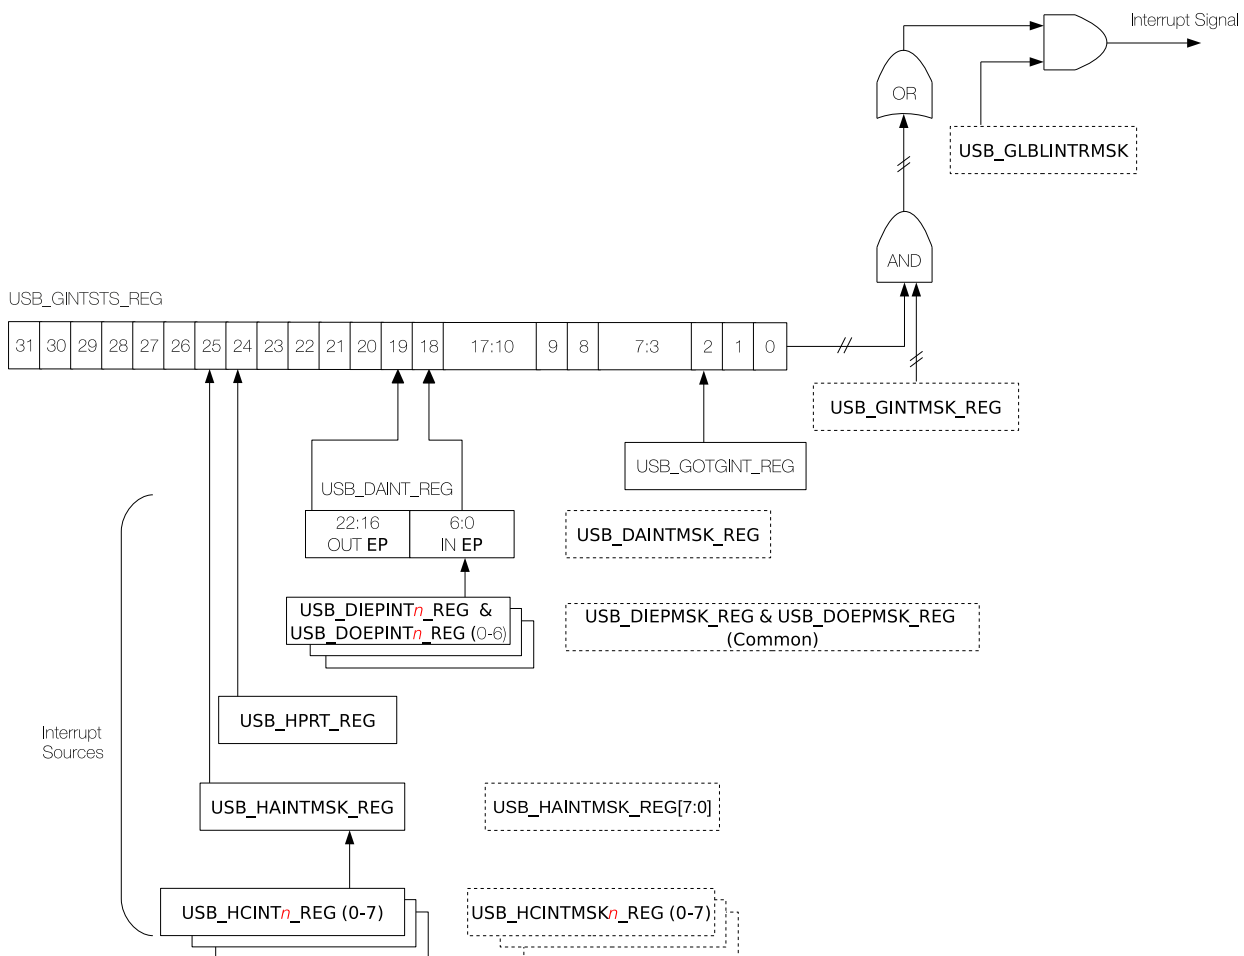 Interrupt Signal
OR
USB_GLBLINTRMSK
AND
USB_GINTSTS_REG
31 30 29 28 27 26 25 24 23 22 21 20 19 18 17:10 9 8 7:3 2 1 0
USB_GINTMSK_REG
USB_GOTGINT_REG
USB_DAINT_REG
22:16
OUT EP
6:0
IN EP
USB_DAINTMSK_REG
USB_DIEPINTn_REG &
USB_DOEPINTn_REG (0-6)
USB_DIEPMSK_REG & USB_DOEPMSK_REG
(Common)
USB_HPRT_REG
Interrupt
Sources
USB_HAINTMSK_REG
USB_HAINTMSK_REG[7:0]
USB_HCINTn_REG (0-7)
USB_HCINTMSKn_REG (0-7)